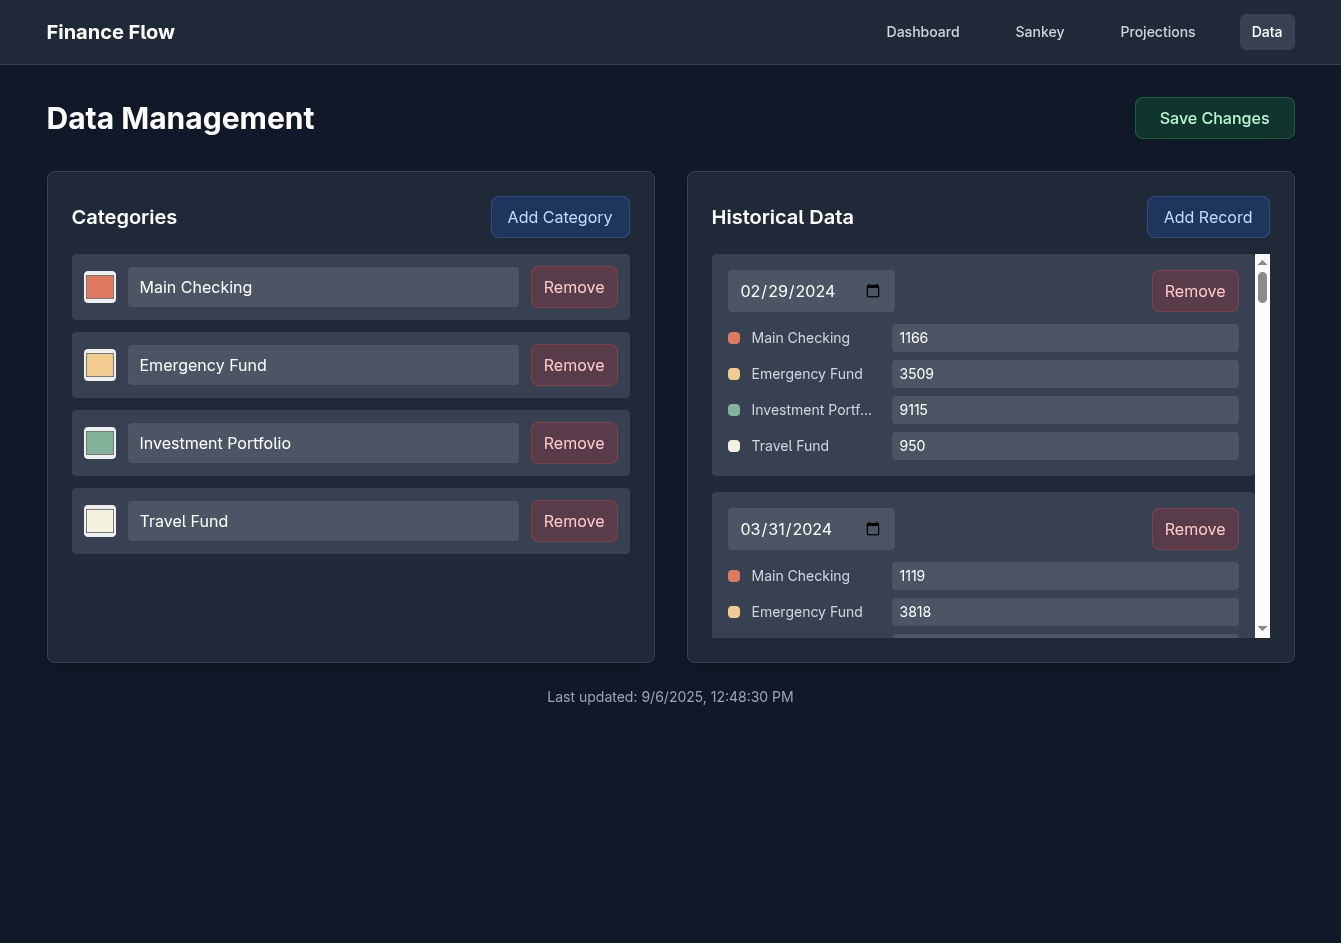 Finance Flow
Dashboard
Sankey
Projections
Data
Data Management
Save Changes
Categories
Add Category
Main Checking
Remove
Emergency Fund
Remove
Investment Portfolio
Remove
Travel Fund
Remove
Historical Data
Add Record
02/29/2024
Remove
Main Checking
1166
Emergency Fund
3509
Investment Portf...
9115
Travel Fund
950
03/31/2024
Remove
Main Checking
1119
Emergency Fund
3818
Last updated: 9/6/2025, 12:48:30 PM